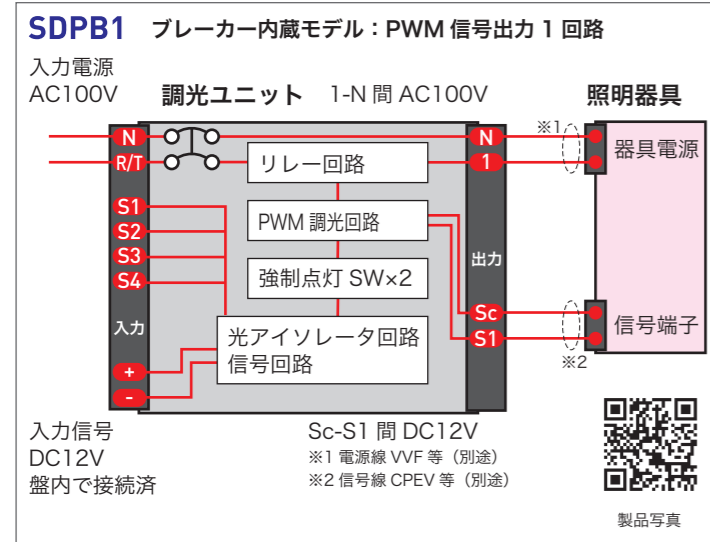 SDPB1 ブレーカー内蔵モデル：PWM 信号出力 1 回路
入力電源
AC100V
調光ユニット 1-N 間 AC100V
照明器具
N
R/T
S1
S2
S3
S4
入力
+
-
リレー回路
PWM 調光回路
強制点灯 SW×2
光アイソレータ回路
信号回路
N
1
出力
Sc
S1
※1
器具電源
信号端子
※2
入力信号
DC12V
盤内で接続済
Sc-S1 間 DC12V
※1 電源線 VVF 等（別途）
※2 信号線 CPEV 等（別途）
製品写真